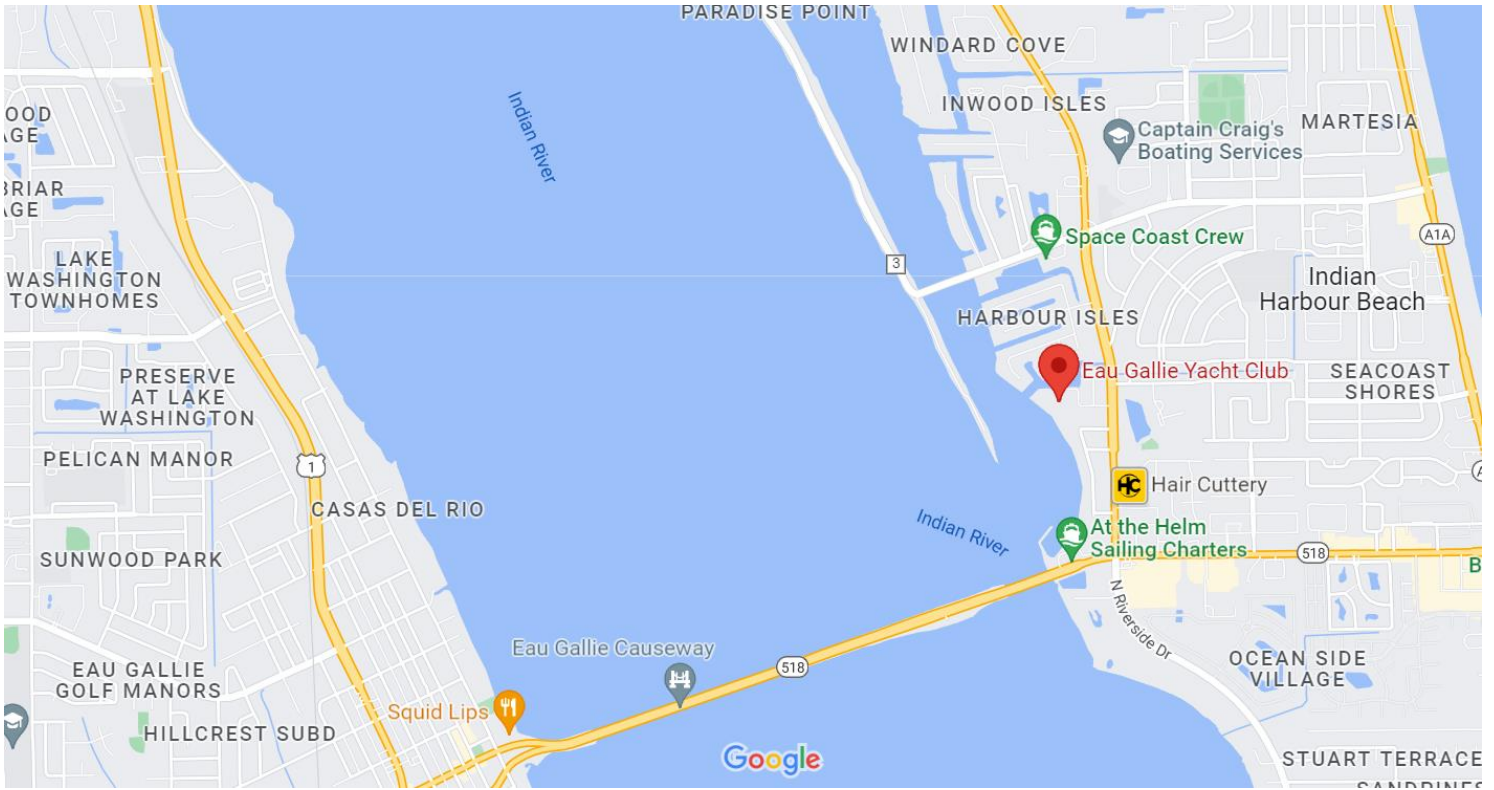 PARADISE POINT
WINDARD COVE
INWOOD ISLES
MARTESIA
Captain Craig's
Boating Services
Indian River
OOD
AGE
BRIAR
AGE
LAKE
WASHINGTON
TOWNHOMES
Space Coast Crew
A1A
3
Indian
Harbour Beach
HARBOUR ISLES
Eau Gallie Yacht Club
SEACOAST
SHORES
PRESERVE
AT LAKE
WASHINGTON
PELICAN MANOR
1
CASAS DEL RIO
Hair Cuttery
HC
A
Indian River
At the Helm
Sailing Charters
518
B
SUNWOOD PARK
N Riverside Dr
Eau Gallie Causeway
518
OCEAN SIDE
VILLAGE
EAU GALLIE
GOLF MANORS
Squid Lips
HILLCREST SUBD
Google
STUART TERRACE
SANDPINES